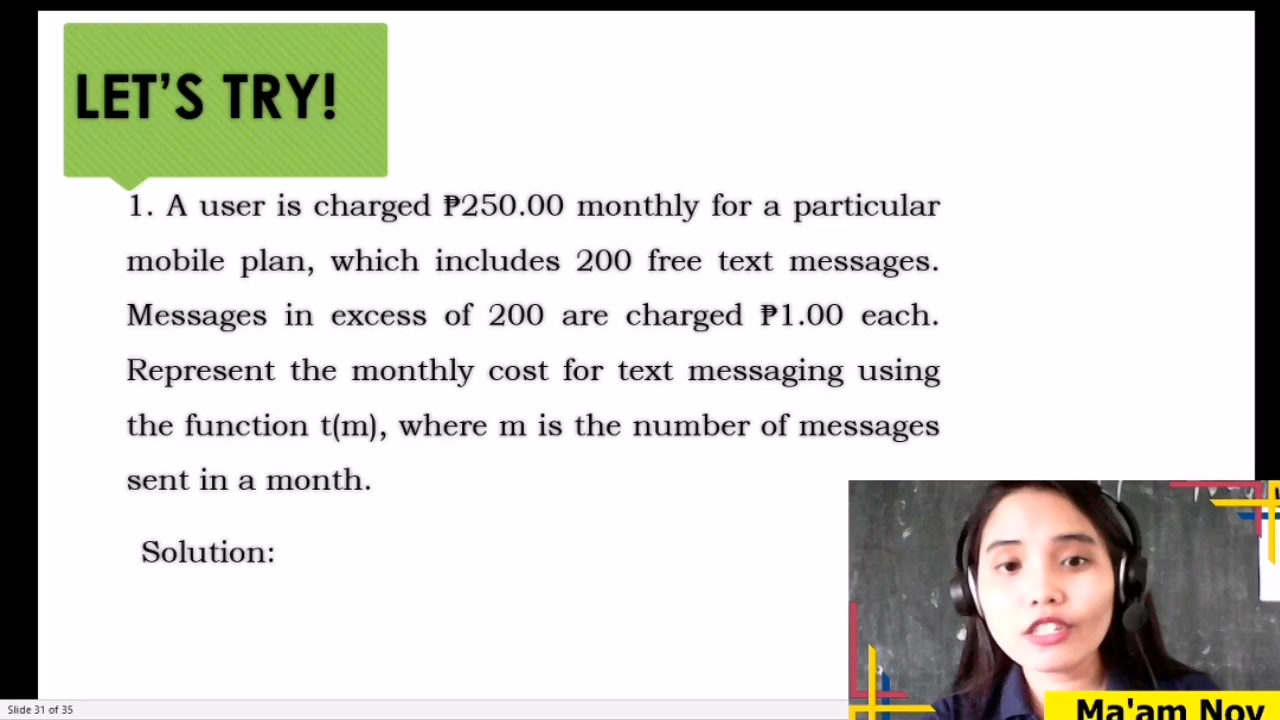 LET’S TRY!
1. A user is charged ₱250.00 monthly for a particular
mobile plan, which includes 200 free text messages.
Messages in excess of 200 are charged ₱1.00 each.
Represent the monthly cost for text messaging using
the function t(m), where m is the number of messages
sent in a month.
Solution:
Slide 31 of 35
Ma'am Nov